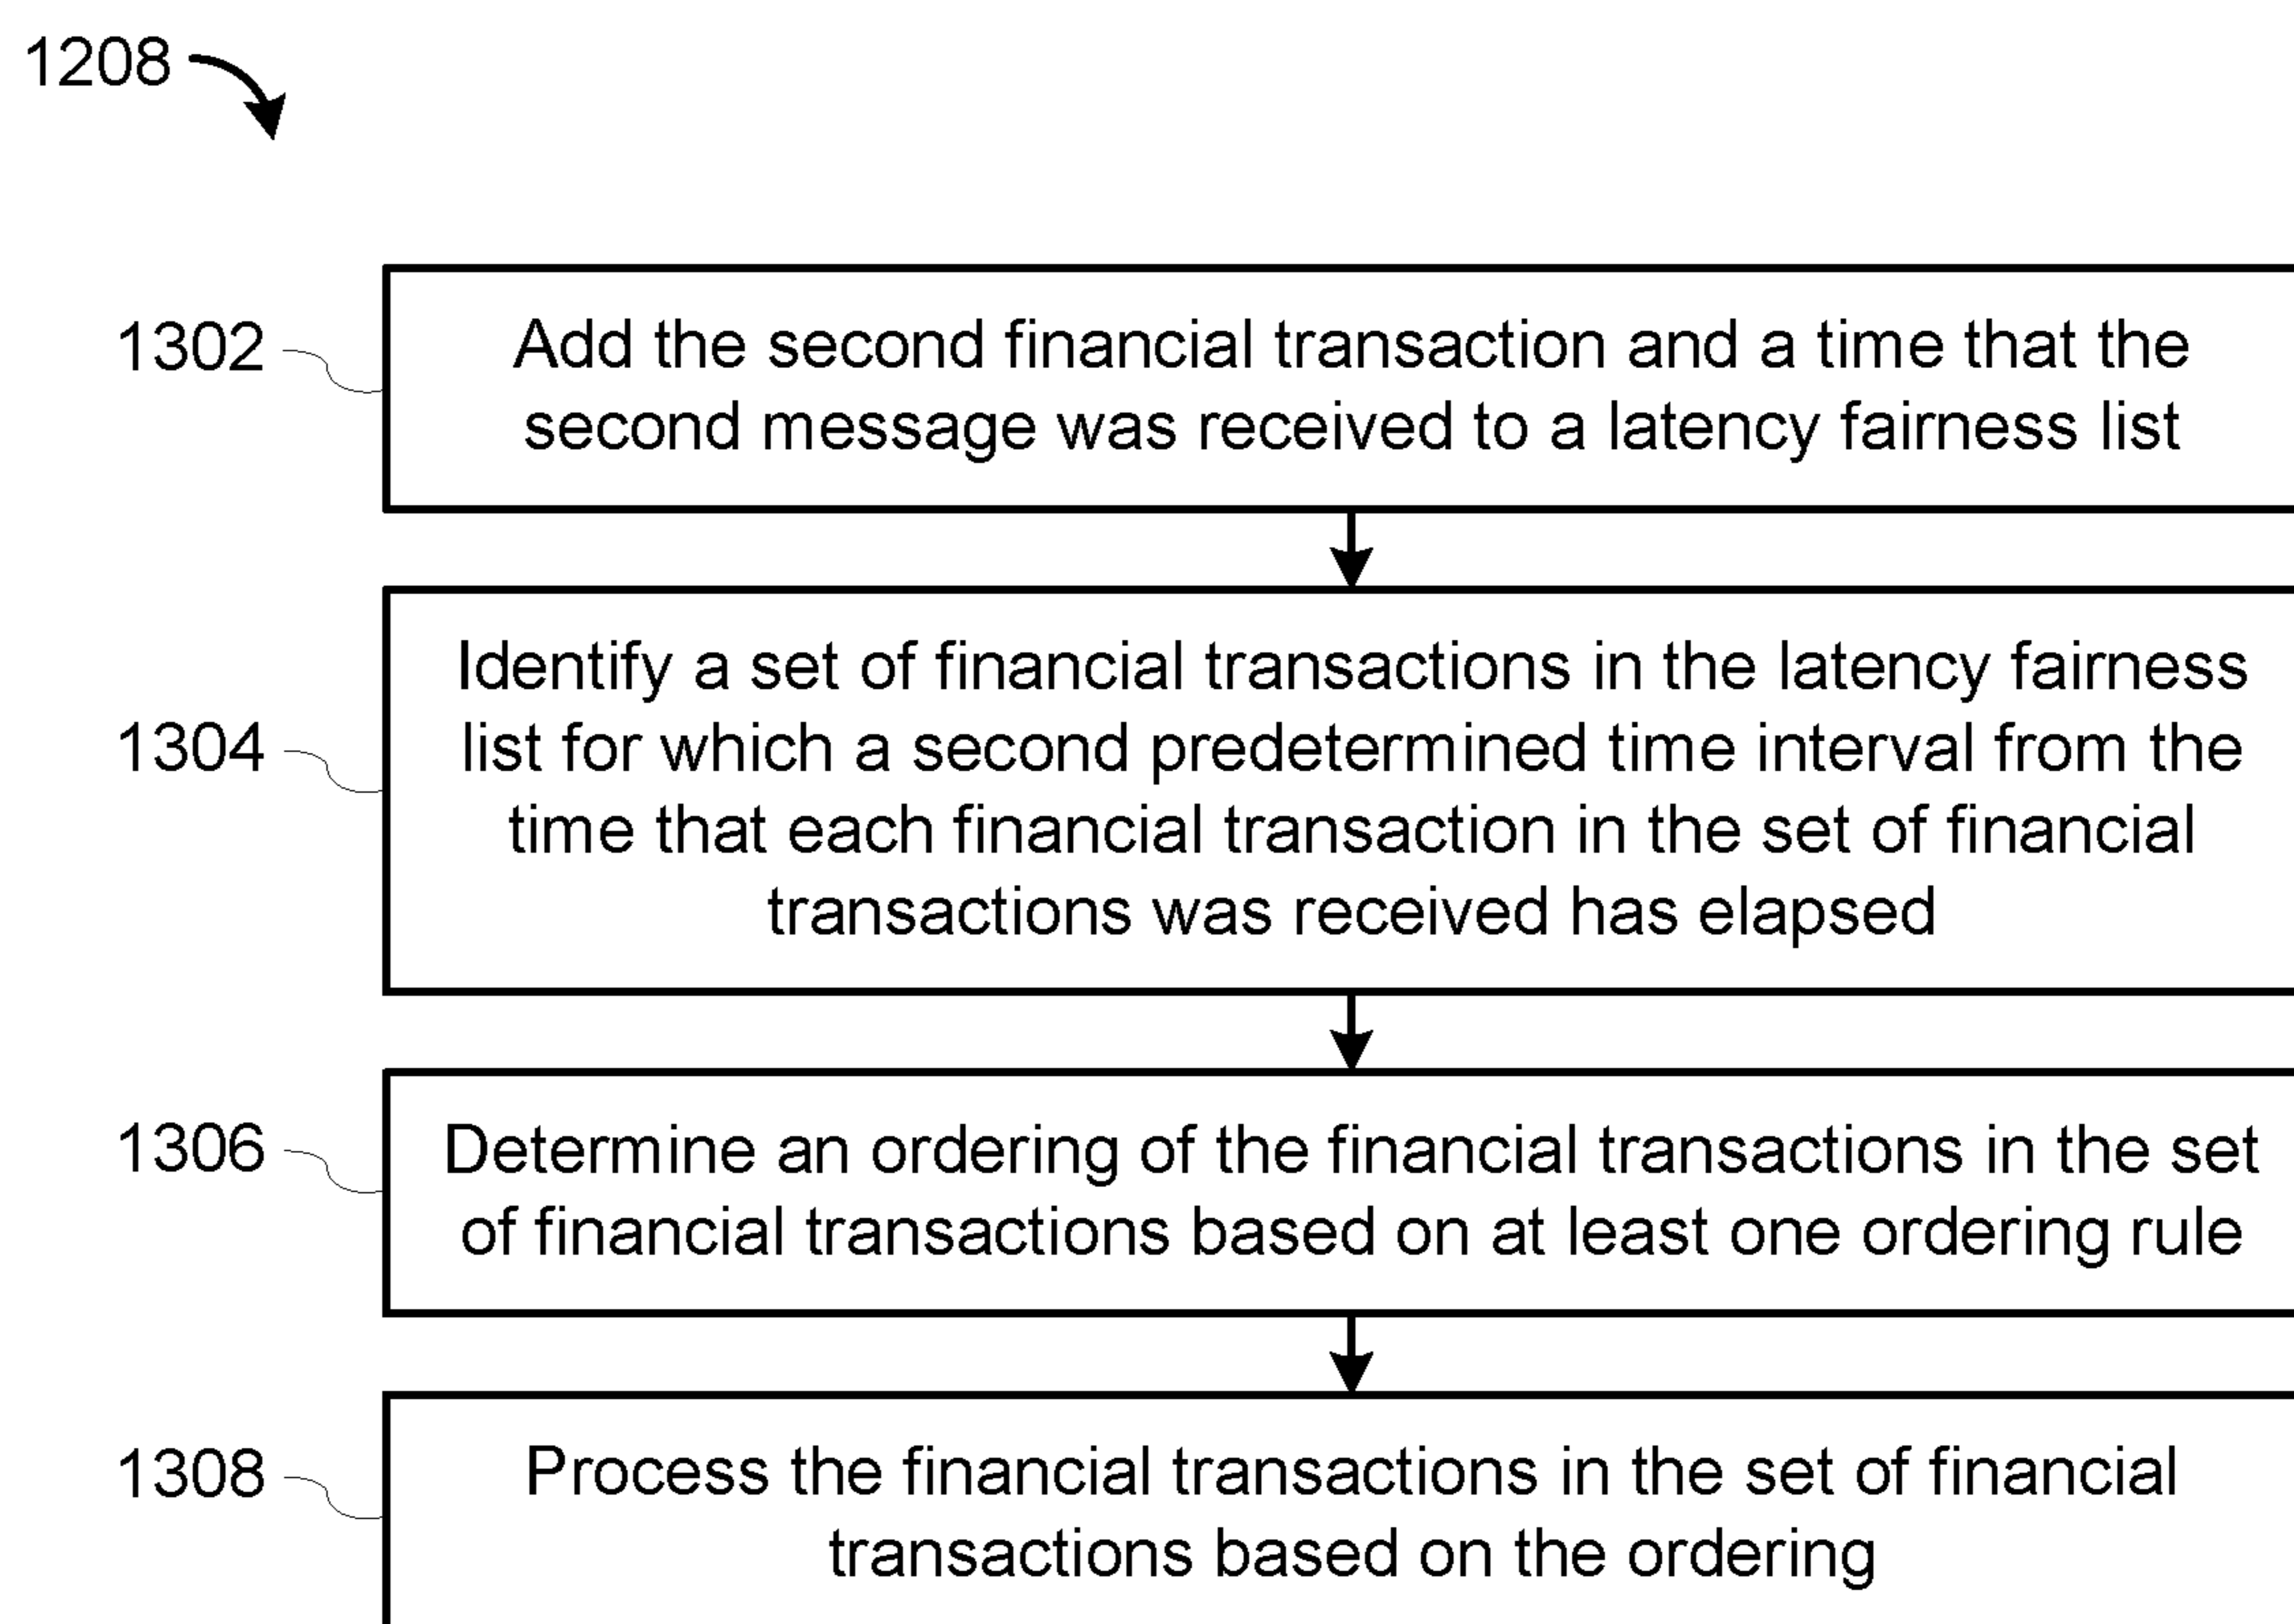 1208
1302
Add the second financial transaction and a time that the
second message was received to a latency fairness list
1304
Identify a set of financial transactions in the latency fairness
list for which a second predetermined time interval from the
time that each financial transaction in the set of financial
transactions was received has elapsed
1306
Determine an ordering of the financial transactions in the set
of financial transactions based on at least one ordering rule
1308
Process the financial transactions in the set of financial
transactions based on the ordering